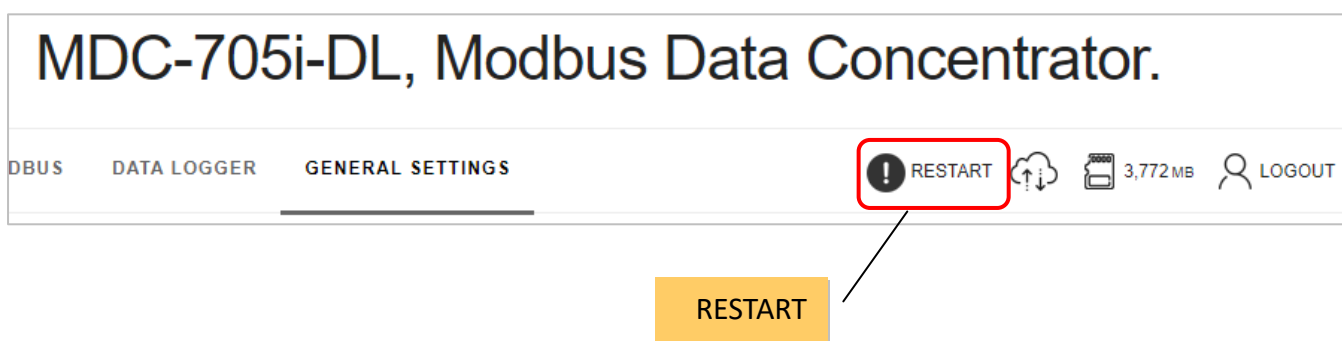 MDC-705i-DL, Modbus Data Concentrator.
DBUS DATA LOGGER GENERAL SETTINGS RESTART 3,772 MB LOGOUT
RESTART